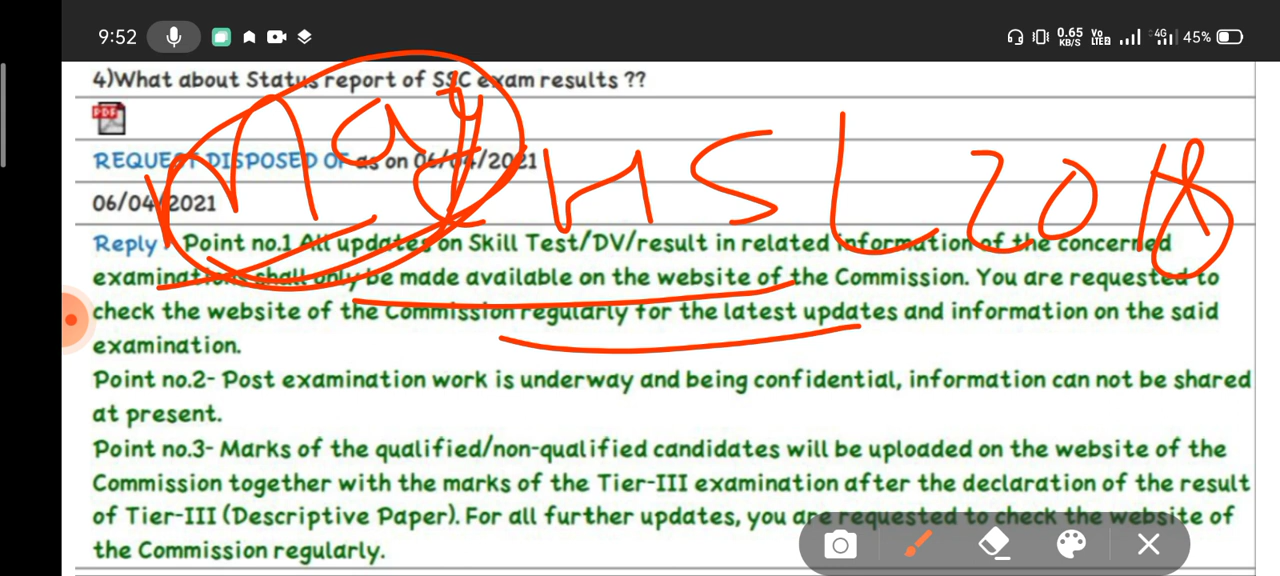 9:52 0.65 KB/S Vo LTE2 4G 45%
4)What about Status report of SSC exam results ??
PDF
REQUEST DISPOSED OF as on 06/04/2021
06/04/2021
May HSL 2018
Reply : Point no.1 All updates on Skill Test/DV/result in related information of the concerned
examinations shall only be made available on the website of the Commission. You are requested to
check the website of the Commission regularly for the latest updates and information on the said
examination.
Point no.2- Post examination work is underway and being confidential, information can not be shared
at present.
Point no.3- Marks of the qualified/non-qualified candidates will be uploaded on the website of the
Commission together with the marks of the Tier-III examination after the declaration of the result
of Tier-III (Descriptive Paper). For all further updates, you are requested to check the website of
the Commission regularly.